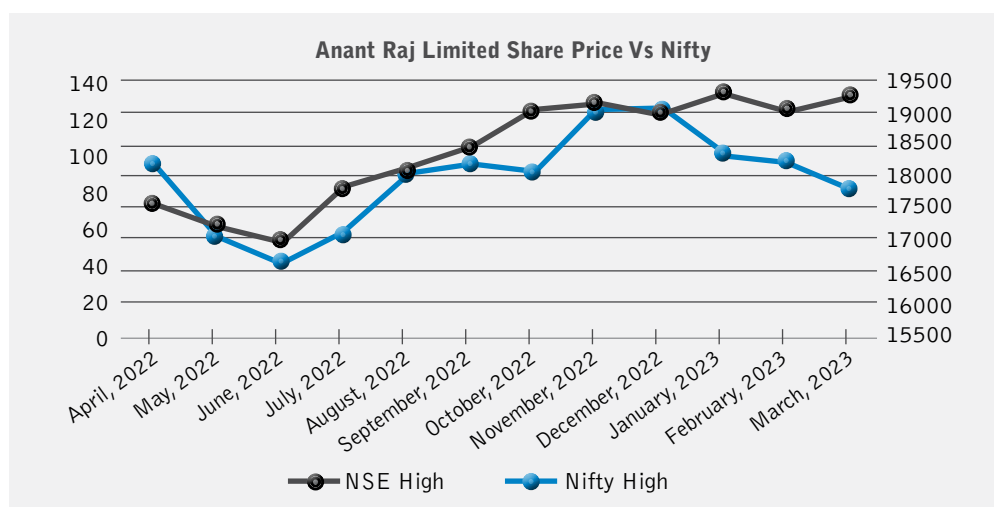 Anant Raj Limited Share Price Vs Nifty
140
120
100
80
60
40
20
0
19500
19000
18500
18000
17500
17000
16500
16000
15500
April, 2022
May, 2022
June, 2022
July, 2022
August, 2022
September, 2022
October, 2022
November, 2022
December, 2022
January, 2023
February, 2023
March, 2023
NSE High
Nifty High